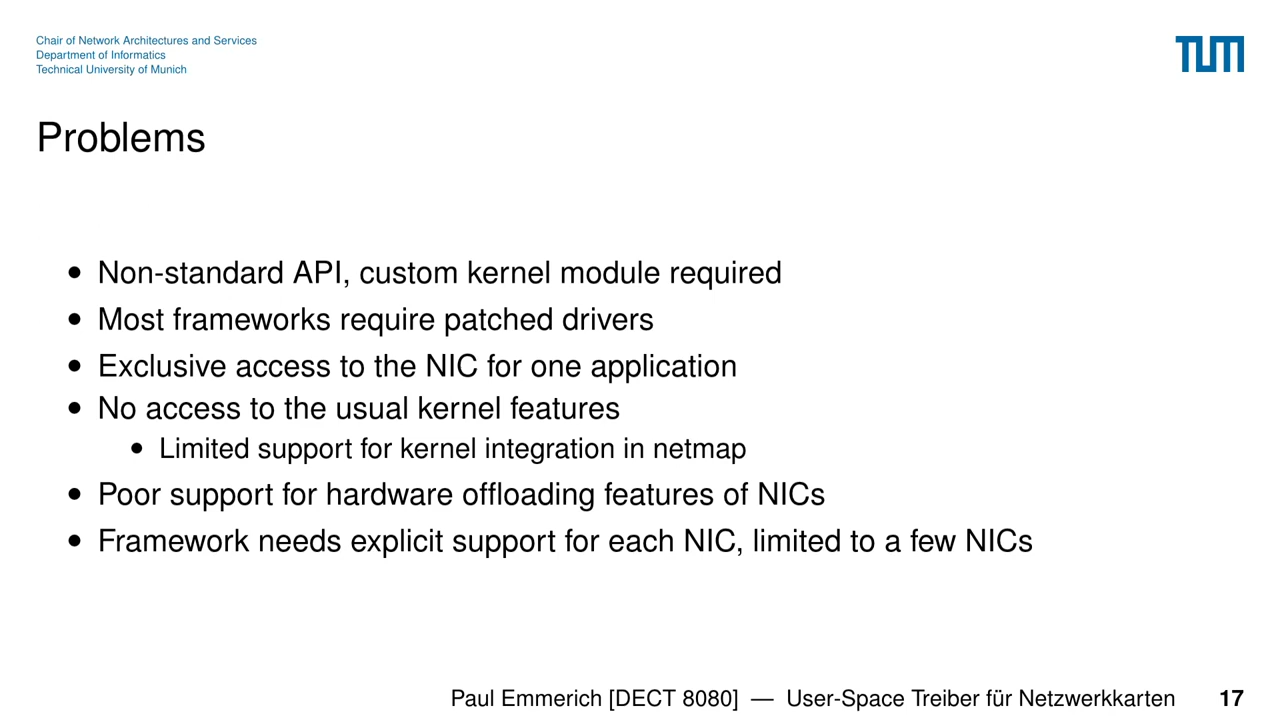 Chair of Network Architectures and Services
Department of Informatics
Technical University of Munich
TUM
Problems
• Non-standard API, custom kernel module required
• Most frameworks require patched drivers
• Exclusive access to the NIC for one application
• No access to the usual kernel features
• Limited support for kernel integration in netmap
• Poor support for hardware offloading features of NICs
• Framework needs explicit support for each NIC, limited to a few NICs
Paul Emmerich [DECT 8080] — User-Space Treiber für Netzwerkkarten 17